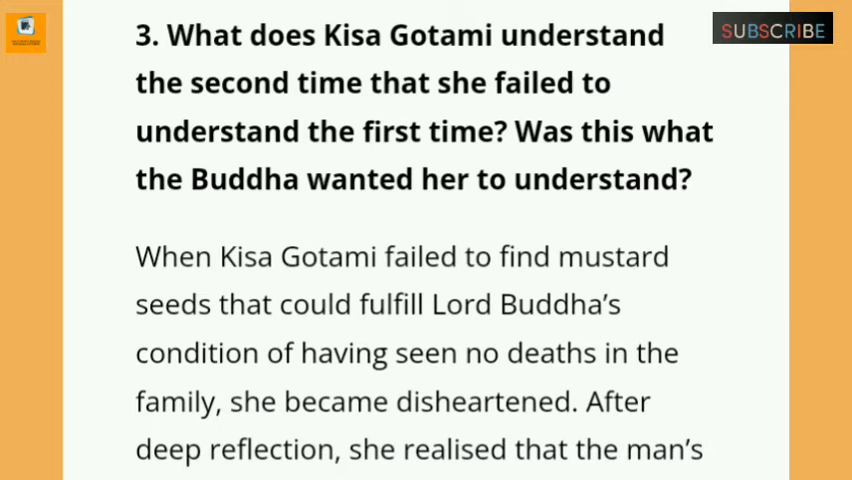 SUBSCRIBE
3. What does Kisa Gotami understand
the second time that she failed to
understand the first time? Was this what
the Buddha wanted her to understand?
When Kisa Gotami failed to find mustard
seeds that could fulfill Lord Buddha’s
condition of having seen no deaths in the
family, she became disheartened. After
deep reflection, she realised that the man’s